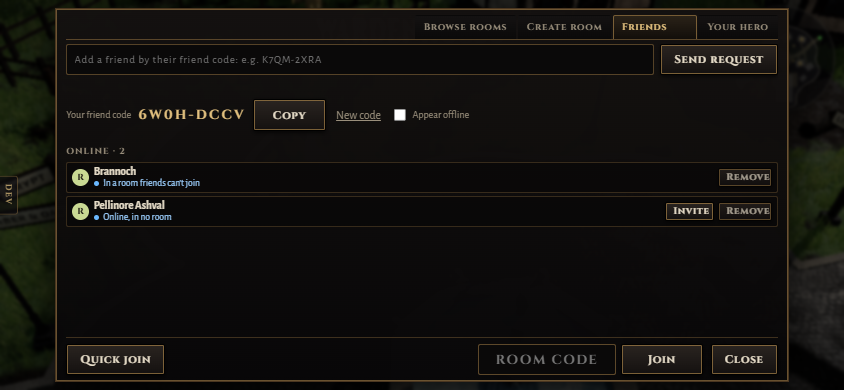 BROWSE ROOMS
CREATE ROOM
FRIENDS
YOUR HERO
Add a friend by their friend code: e.g. K7QM-2XRA
SEND REQUEST
Your friend code
6W0H-DCCV
COPY
New code
Appear offline
ONLINE · 2
R
Brannoch
In a room friends can't join
REMOVE
R
Pellinore Ashval
Online, in no room
INVITE
REMOVE
DEV
QUICK JOIN
ROOM CODE
JOIN
CLOSE